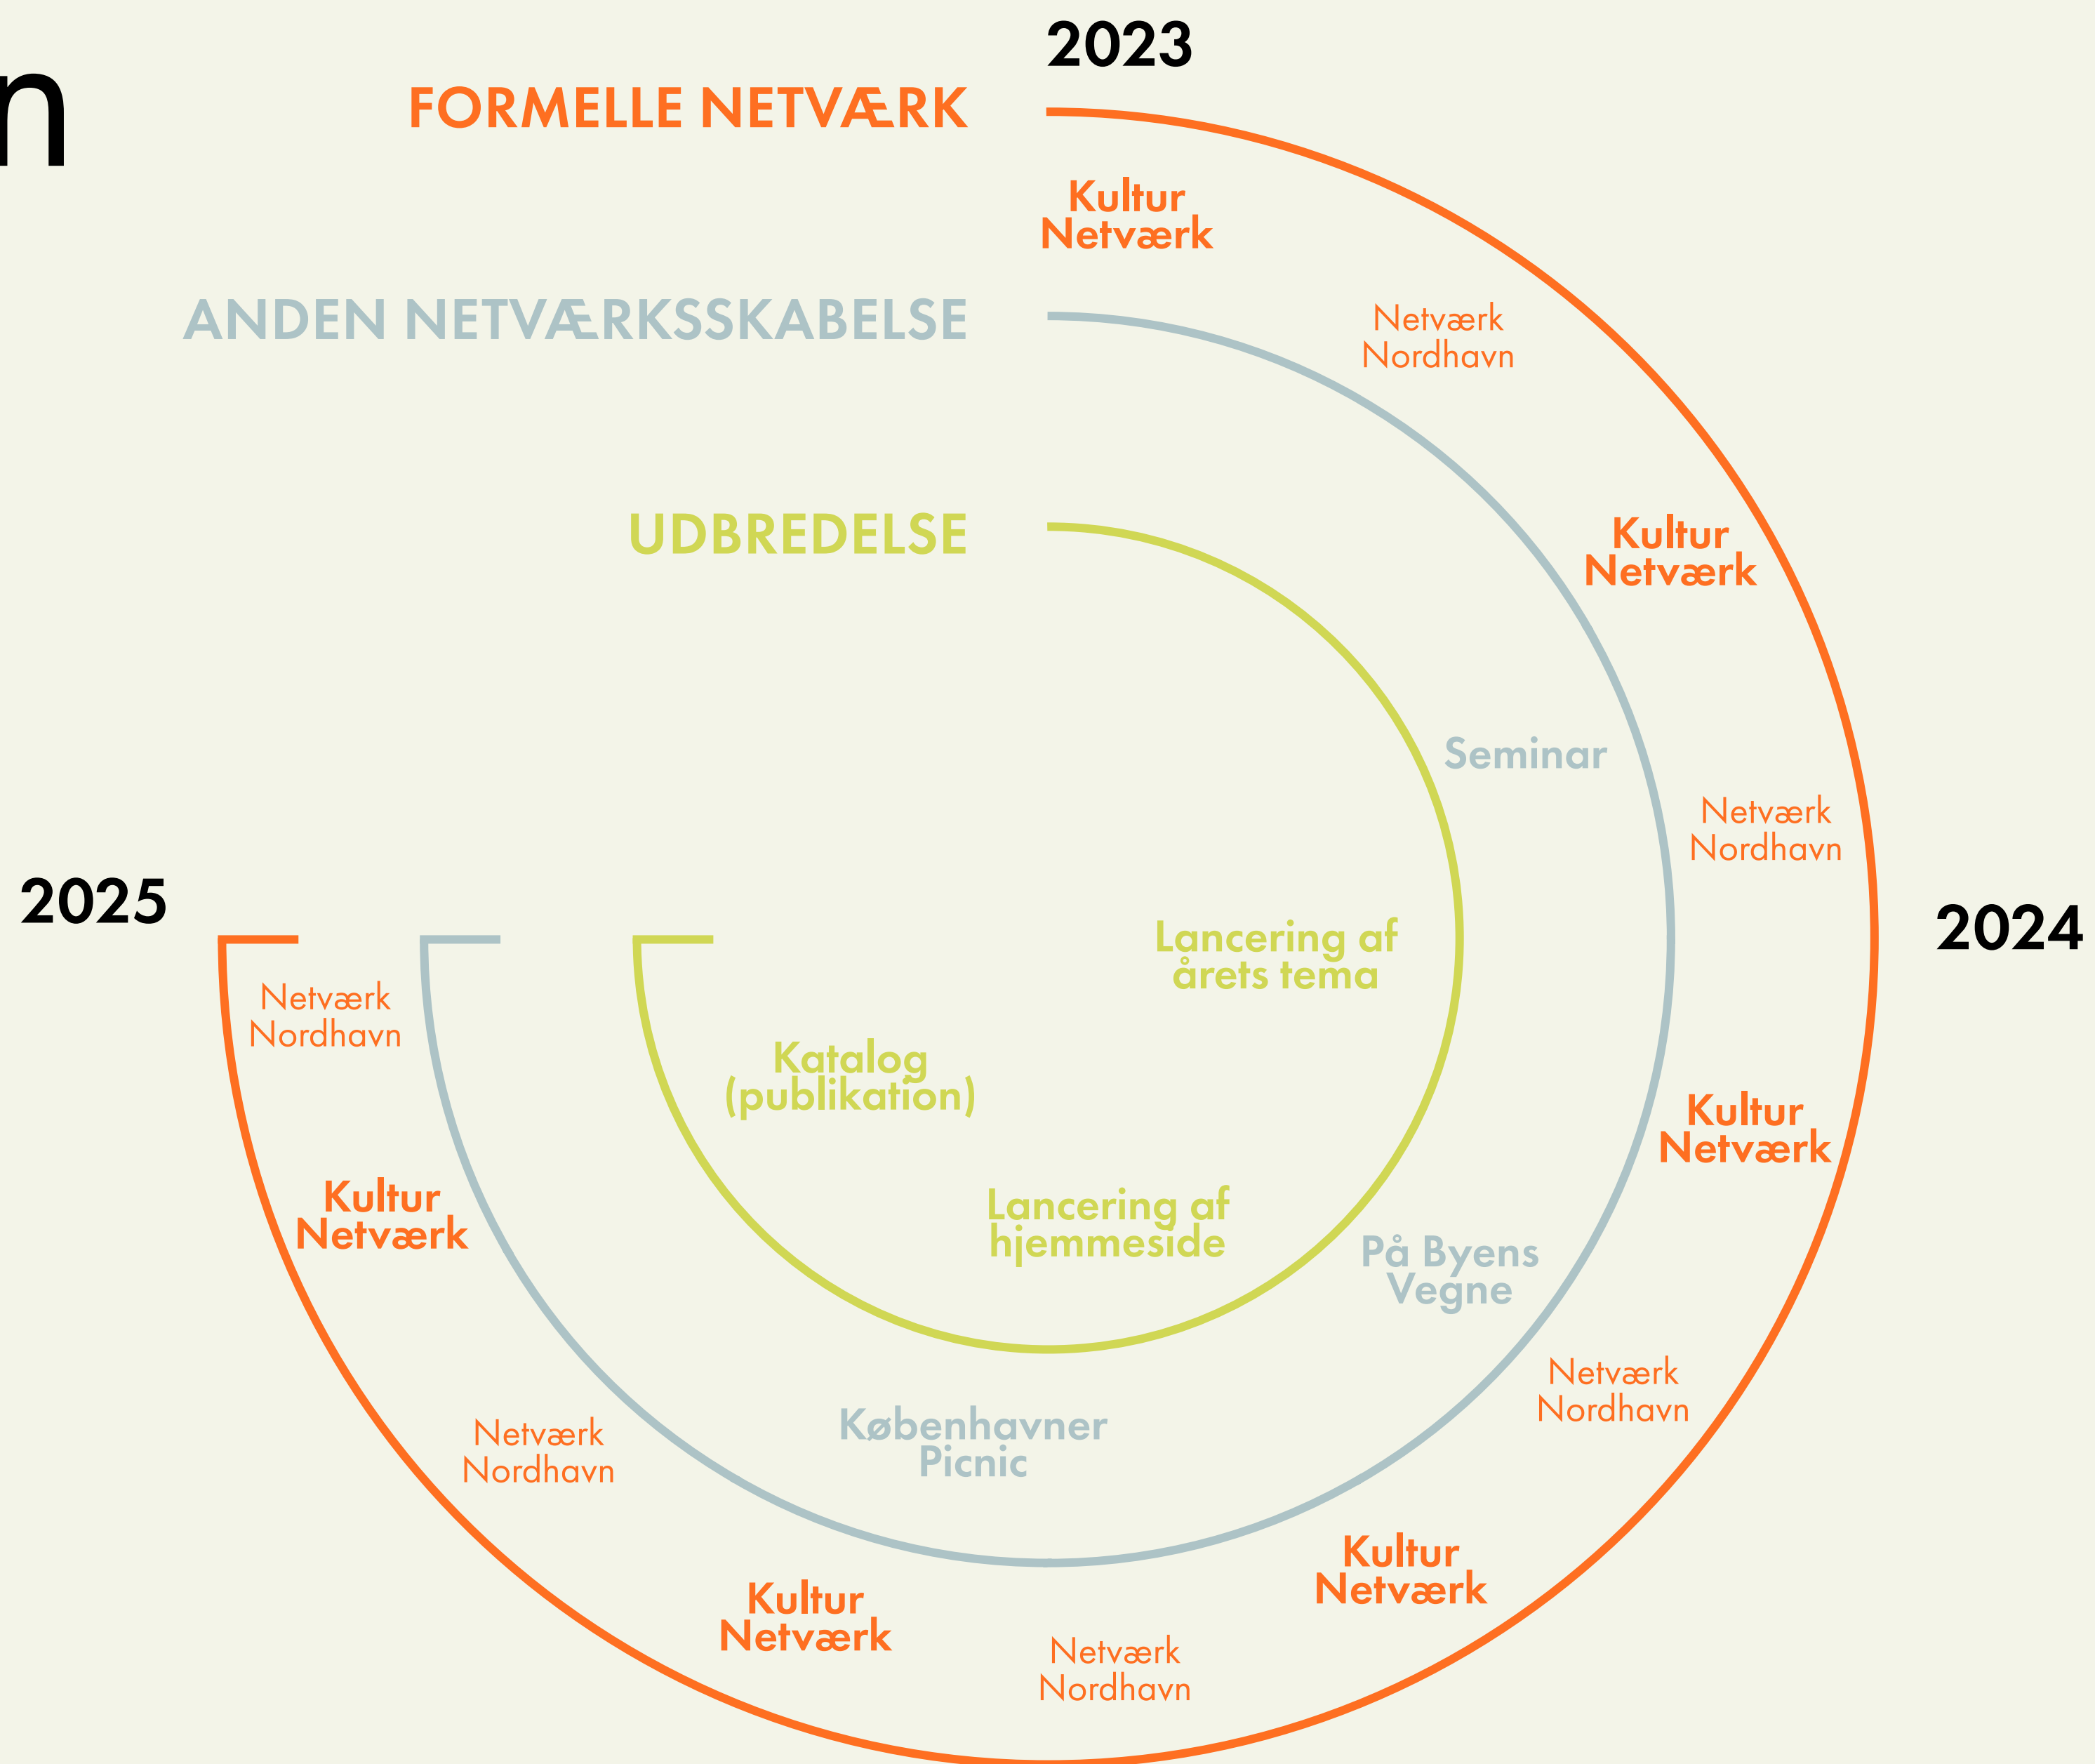 n
2023
FORMELLE NETVÆRK
Kultur
Netværk
ANDEN NETVÆRKSSKABELSE
Netværk
Nordhavn
UDBREDELSE
Kultur
Netværk
Seminar
Netværk
Nordhavn
2025
2024
Lancering af
årets tema
Netværk
Nordhavn
Katalog
(publikation)
Kultur
Netværk
Kultur
Netværk
Lancering af
hjemmeside
På Byens
Vegne
Netværk
Nordhavn
Københavner
Picnic
Netværk
Nordhavn
Kultur
Netværk
Kultur
Netværk
Netværk
Nordhavn